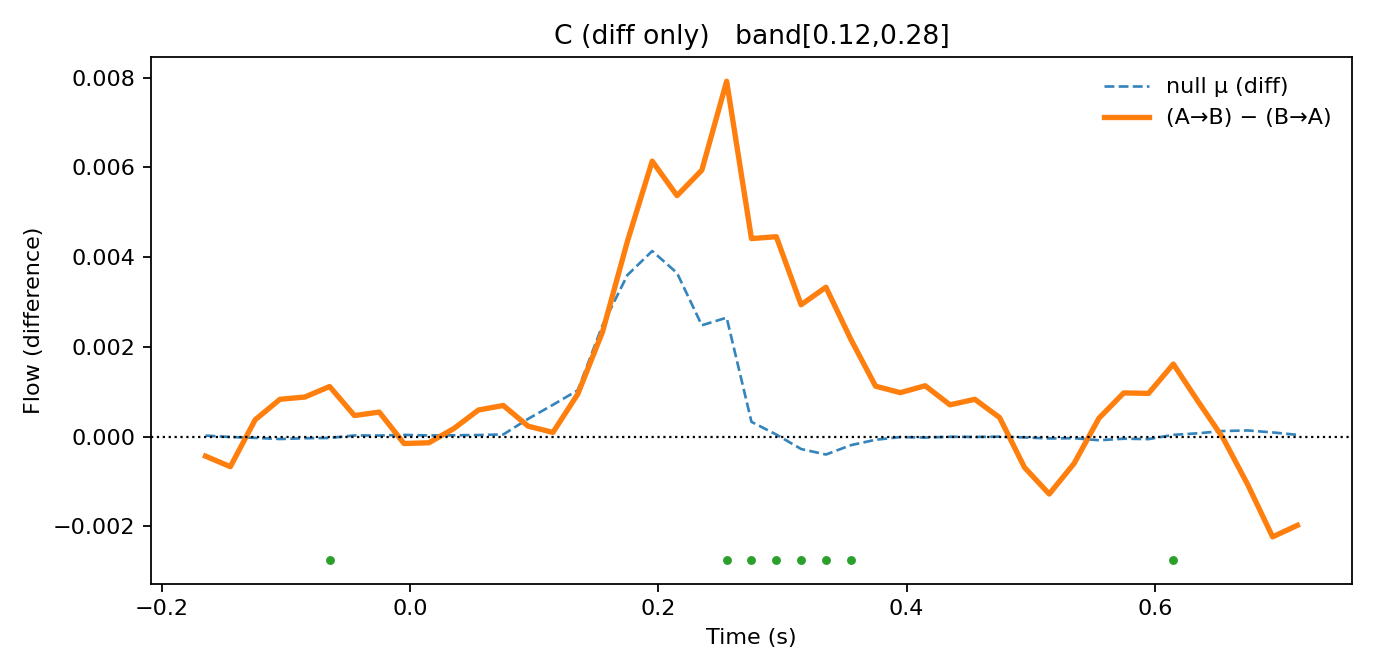 C (diff only)   band[0.12,0.28]
null μ (diff)
(A→B) − (B→A)
0.008
0.006
0.004
0.002
0.000
−0.002
Flow (difference)
−0.2 0.0 0.2 0.4 0.6
Time (s)